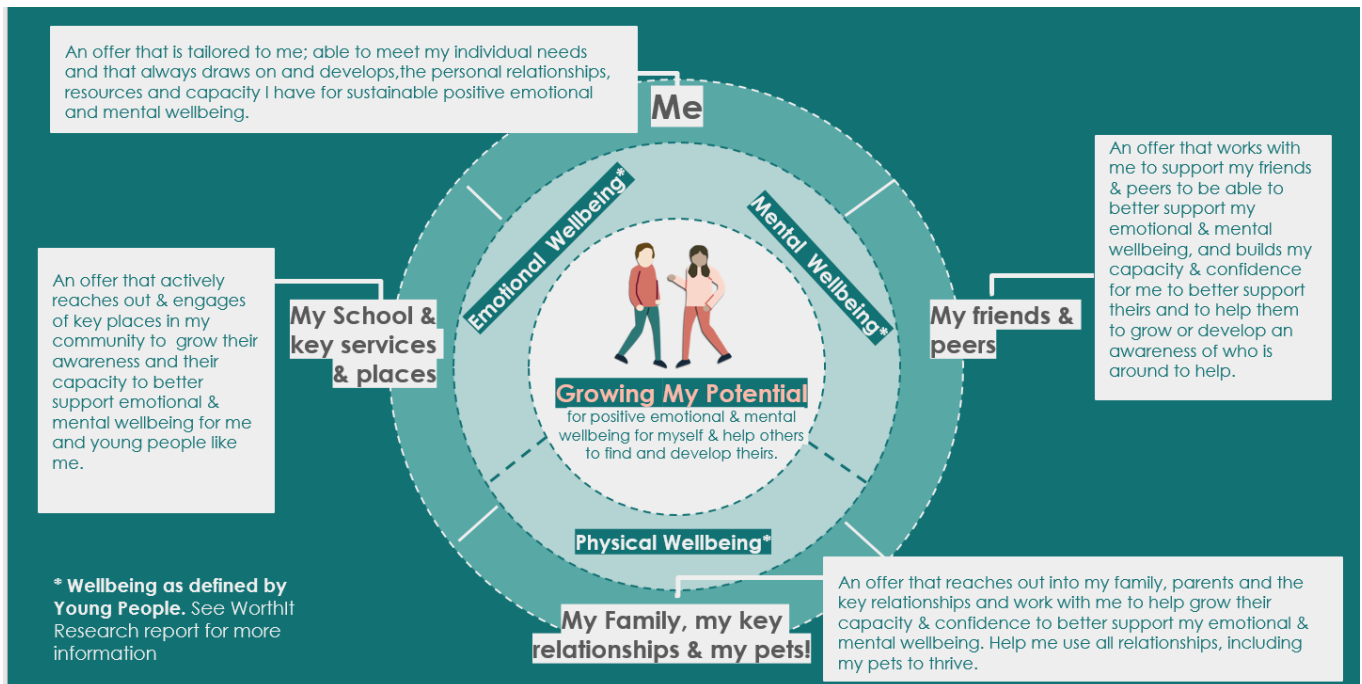 An offer that is tailored to me; able to meet my individual needs
and that always draws on and develops,the personal relationships,
resources and capacity I have for sustainable positive emotional
and mental wellbeing.
Me
An offer that works with
me to support my friends
& peers to be able to
better support my
emotional & mental
wellbeing, and builds my
capacity & confidence
for me to better support
theirs and to help them
to grow or develop an
awareness of who is
around to help.
Emotional Wellbeing*
Mental Wellbeing*
An offer that actively
reaches out & engages
of key places in my
community to grow their
awareness and their
capacity to better
support emotional &
mental wellbeing for me
and young people like
me.
My School &
key services
& places
My friends &
peers
Growing My Potential
for positive emotional & mental
wellbeing for myself & help others
to find and develop theirs.
Physical Wellbeing*
* Wellbeing as defined by
Young People. See WorthIt
Research report for more
information
My Family, my key
relationships & my pets!
An offer that reaches out into my family, parents and the
key relationships and work with me to help grow their
capacity & confidence to better support my emotional &
mental wellbeing. Help me use all relationships, including
my pets to thrive.